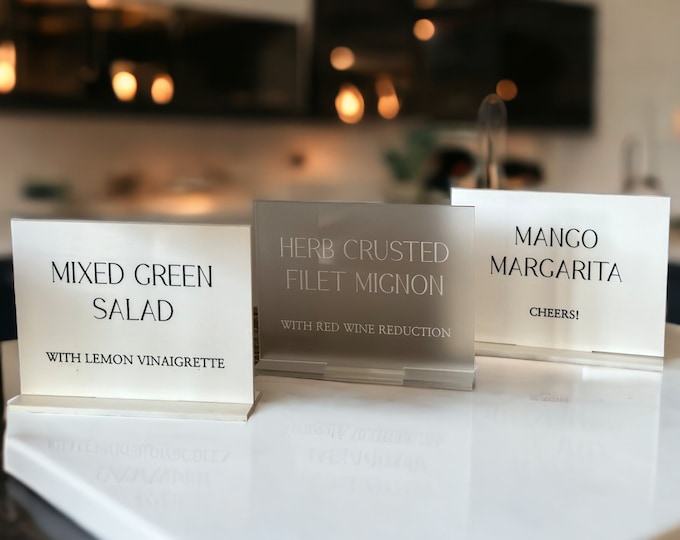 MIXED GREEN
SALAD
WITH LEMON VINAIGRETTE
HERB CRUSTED
FILET MIGNON
WITH RED WINE REDUCTION
MANGO
MARGARITA
CHEERS!